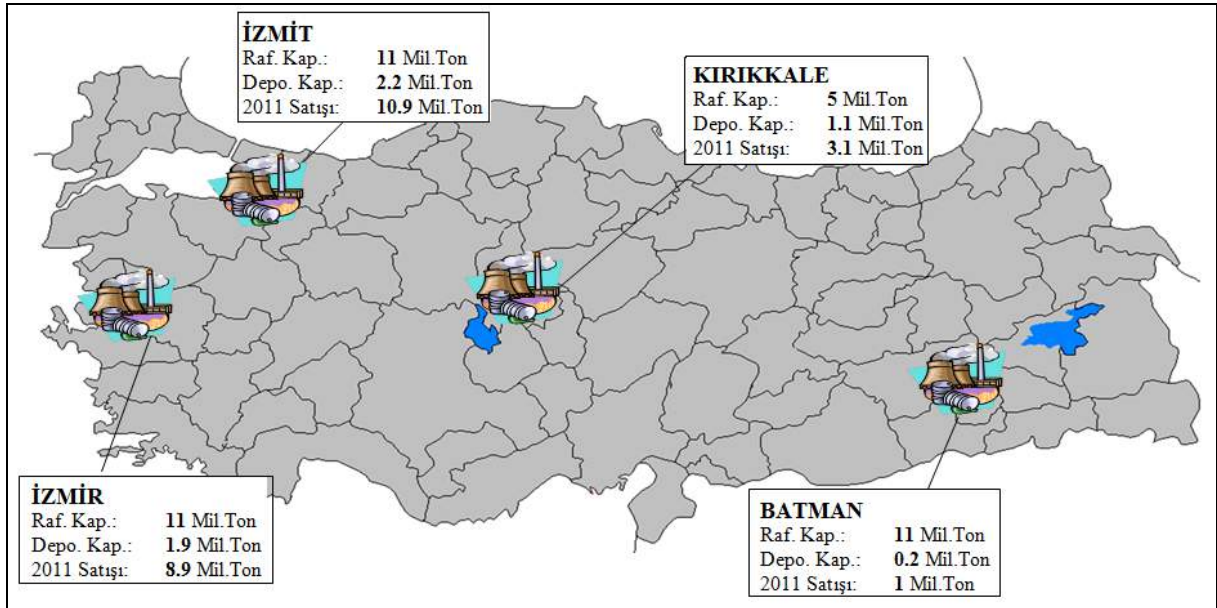 İZMİT
Raf. Kap.: 11 Mil.Ton
Depo. Kap.: 2.2 Mil.Ton
2011 Satışı: 10.9 Mil.Ton
KIRIKKALE
Raf. Kap.: 5 Mil.Ton
Depo. Kap.: 1.1 Mil.Ton
2011 Satışı: 3.1 Mil.Ton
İZMİR
Raf. Kap.: 11 Mil.Ton
Depo. Kap.: 1.9 Mil.Ton
2011 Satışı: 8.9 Mil.Ton
BATMAN
Raf. Kap.: 11 Mil.Ton
Depo. Kap.: 0.2 Mil.Ton
2011 Satışı: 1 Mil.Ton